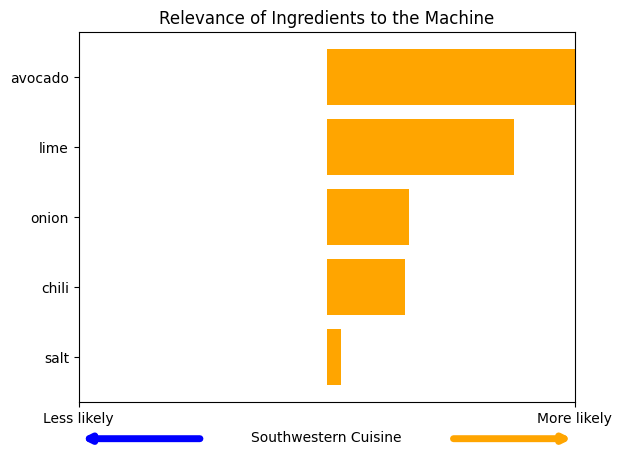 Relevance of Ingredients to the Machine
avocado
lime
onion
chili
salt
Less likely
More likely
Southwestern Cuisine